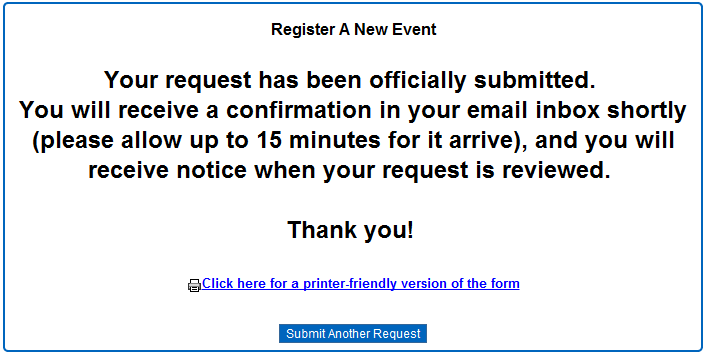 Register A New Event
Your request has been officially submitted.
You will receive a confirmation in your email inbox shortly
(please allow up to 15 minutes for it arrive), and you will
receive notice when your request is reviewed.
Thank you!
Click here for a printer-friendly version of the form
Submit Another Request